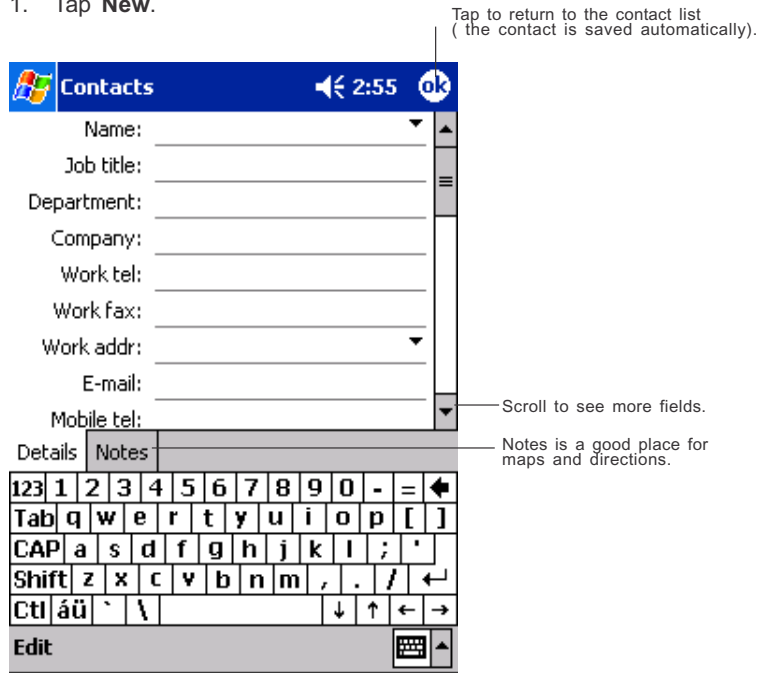 1. Tap New.
Tap to return to the contact list
( the contact is saved automatically).
Contacts 2:55 ok
Name:
Job title:
Department:
Company:
Work tel:
Work fax:
Work addr:
E-mail:
Mobile tel:
Scroll to see more fields.
Details Notes
Notes is a good place for
maps and directions.
123 1 2 3 4 5 6 7 8 9 0 - = 🡄
Tab q w e r t y u i o p [ ]
CAP a s d f g h j k l ; '
Shift z x c v b n m , . / ↵
Ctl áü ` \ ↓ ↑ ← →
Edit